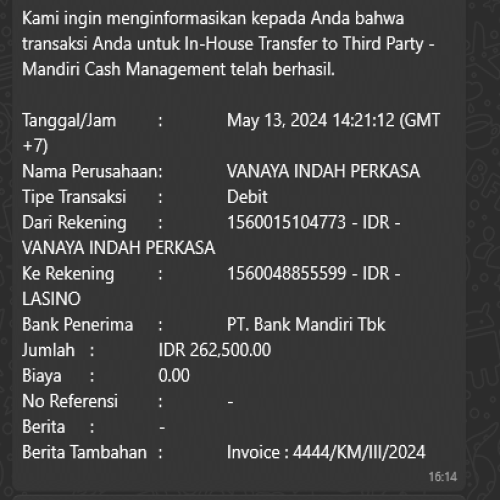 Kami ingin menginformasikan kepada Anda bahwa
transaksi Anda untuk In-House Transfer to Third Party -
Mandiri Cash Management telah berhasil.
Tanggal/Jam : May 13, 2024 14:21:12 (GMT
+7)
Nama Perusahaan: VANAYA INDAH PERKASA
Tipe Transaksi : Debit
Dari Rekening : 1560015104773 - IDR -
VANAYA INDAH PERKASA
Ke Rekening : 1560048855599 - IDR -
LASINO
Bank Penerima : PT. Bank Mandiri Tbk
Jumlah : IDR 262,500.00
Biaya : 0.00
No Referensi : -
Berita : -
Berita Tambahan : Invoice : 4444/KM/III/2024
16:14